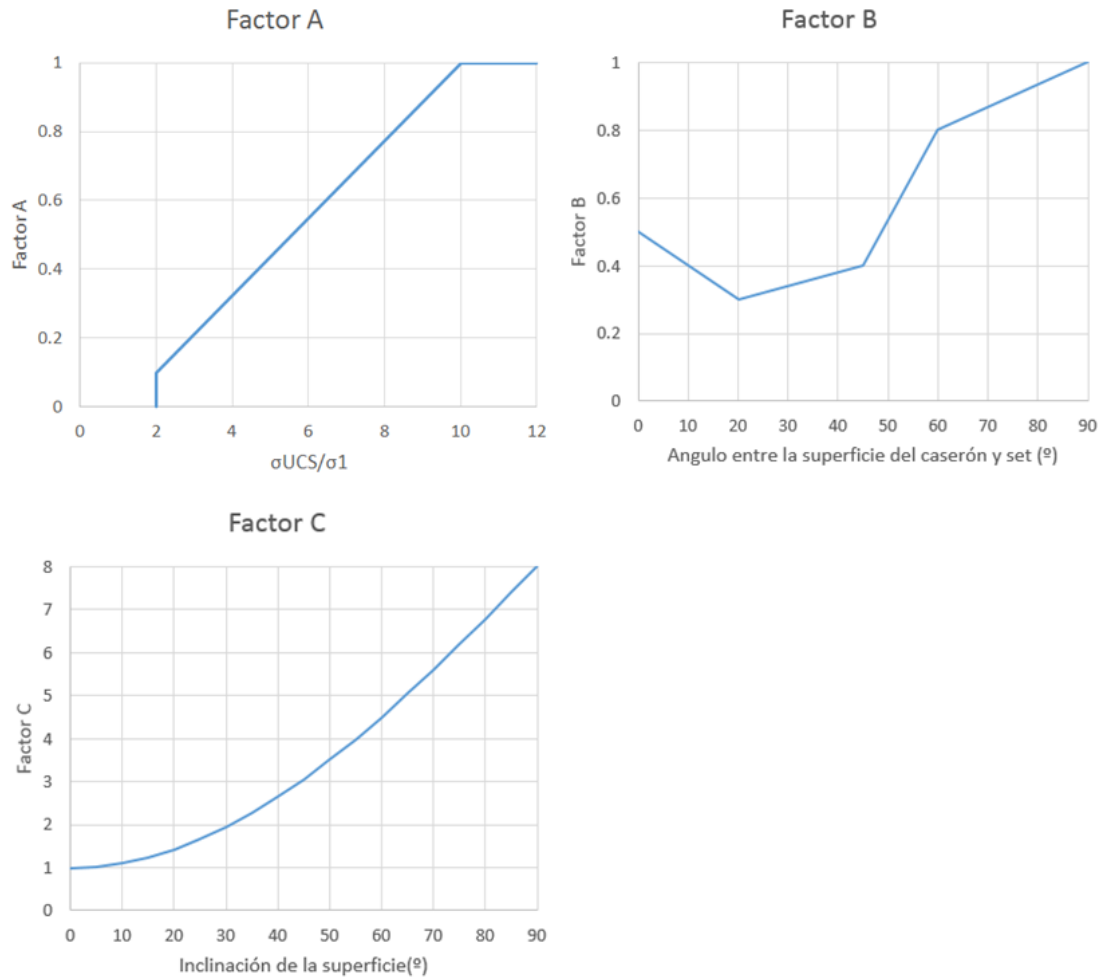 Factor A
Factor A
1
0.8
0.6
0.4
0.2
0
0 2 4 6 8 10 12
σUCS/σ1
Factor B
Factor B
1
0.8
0.6
0.4
0.2
0
0 10 20 30 40 50 60 70 80 90
Angulo entre la superficie del caserón y set (º)
Factor C
Factor C
8
7
6
5
4
3
2
1
0
0 10 20 30 40 50 60 70 80 90
Inclinación de la superficie(º)